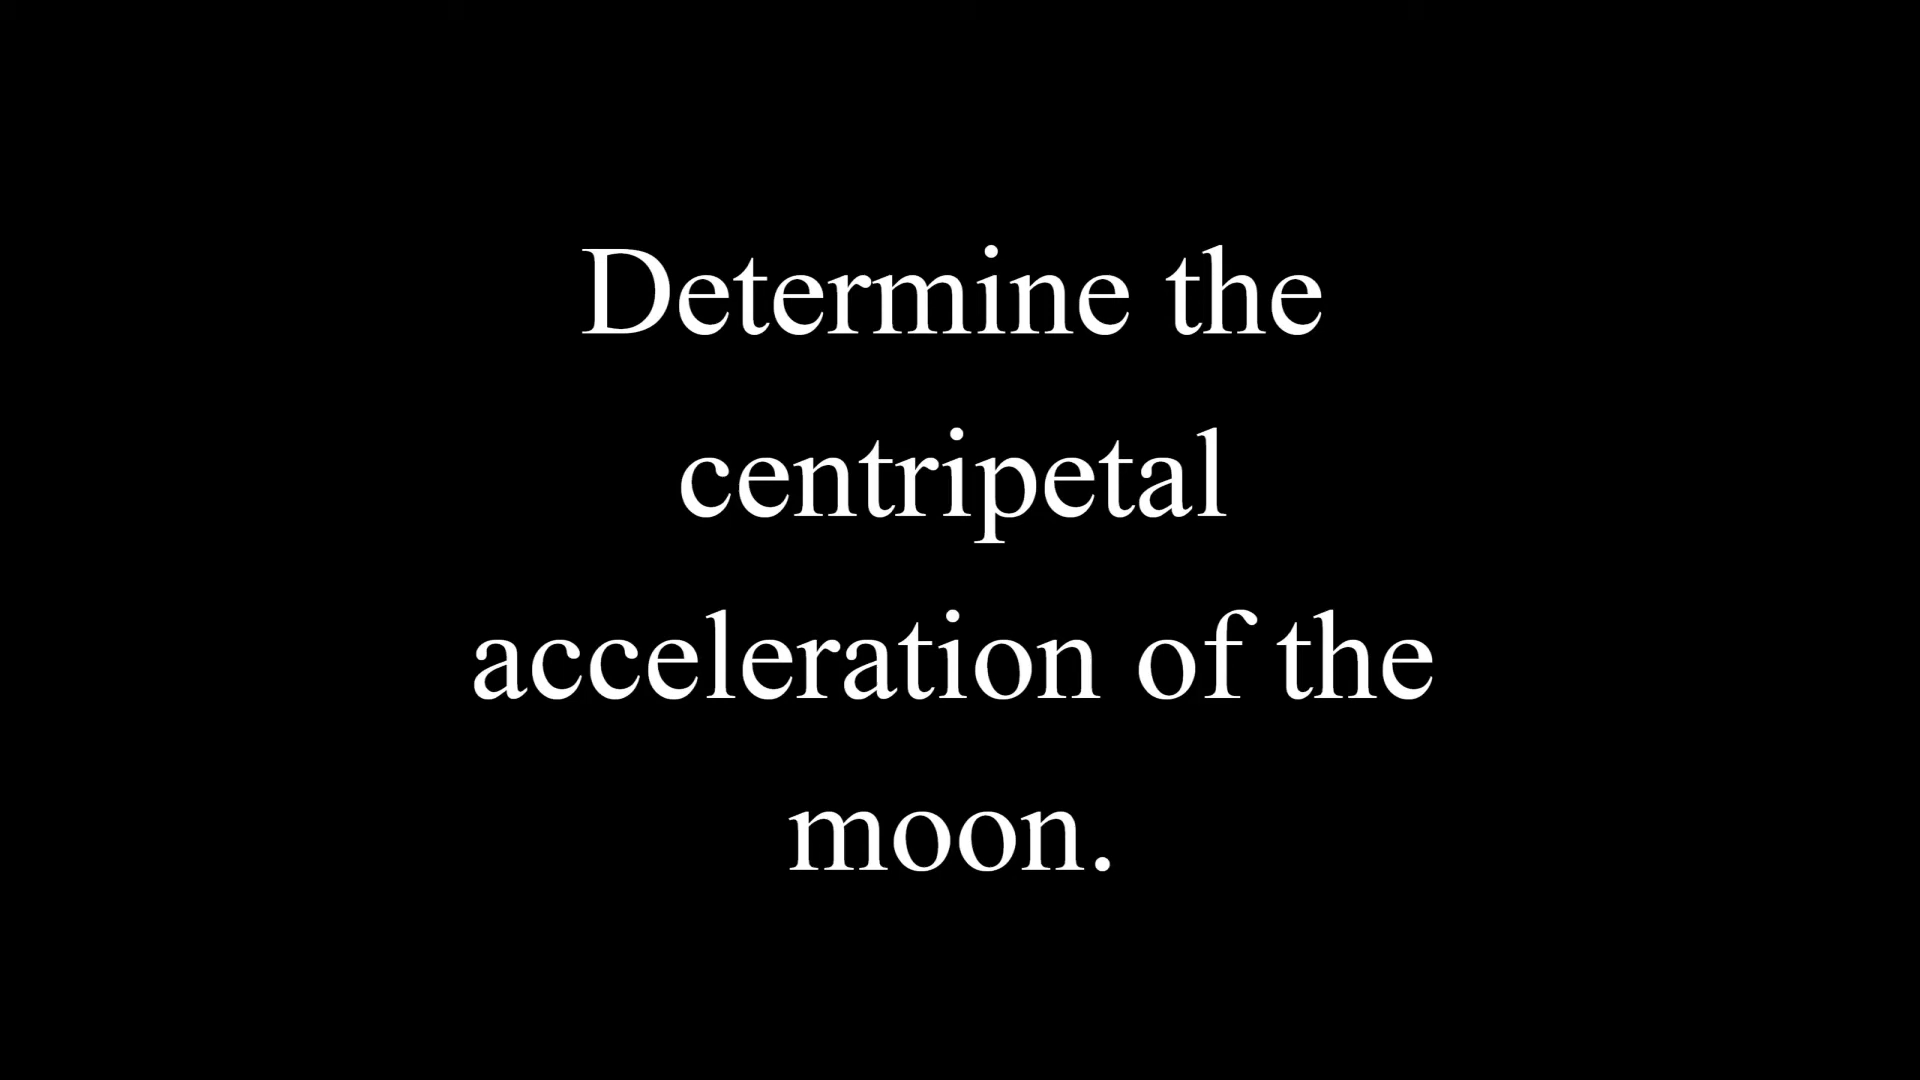 Determine the
centripetal
acceleration of the
moon.